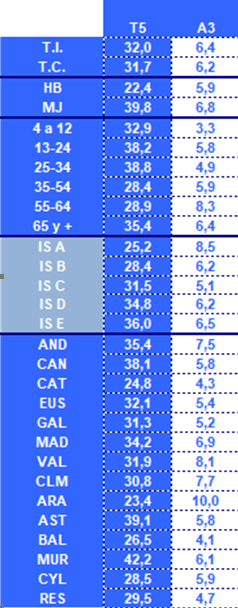 T5 A3
T.I. 32,0 6,4
T.C. 31,7 6,2
HB 22,4 5,9
MJ 39,8 6,8
4 a 12 32,9 3,3
13-24 38,2 5,8
25-34 38,8 4,9
35-54 28,4 5,9
55-64 28,9 8,3
65 y + 35,4 6,4
IS A 25,2 8,5
IS B 28,4 6,2
IS C 31,5 5,1
IS D 34,8 6,2
IS E 36,0 6,5
AND 35,4 7,5
CAN 38,1 5,8
CAT 24,8 4,3
EUS 32,1 5,4
GAL 31,3 5,2
MAD 34,2 6,9
VAL 31,9 8,1
CLM 30,8 7,7
ARA 23,4 10,0
AST 39,1 5,8
BAL 26,5 4,1
MUR 42,2 6,1
CYL 28,5 5,9
RES 29,5 4,7